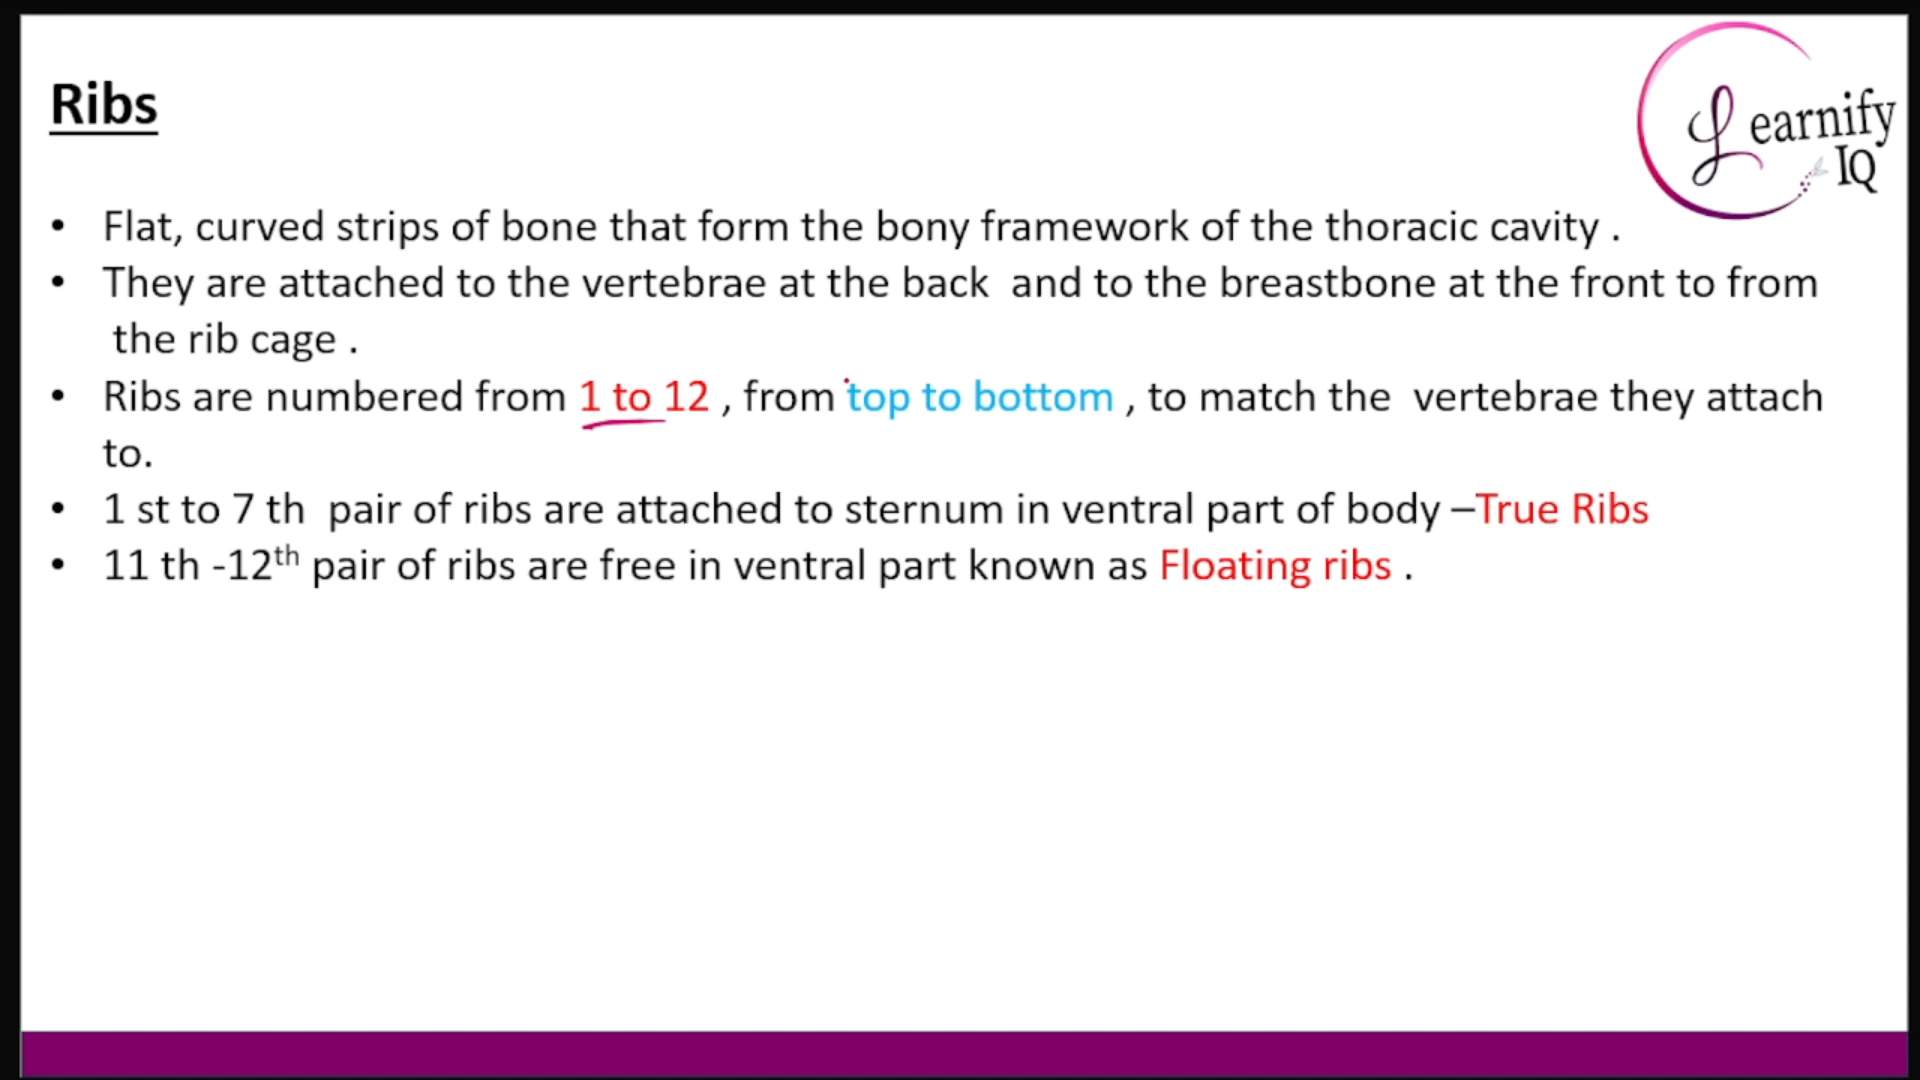 Ribs
Learnify
IQ
• Flat, curved strips of bone that form the bony framework of the thoracic cavity .
• They are attached to the vertebrae at the back  and to the breastbone at the front to from
the rib cage .
• Ribs are numbered from 1 to 12 , from top to bottom , to match the  vertebrae they attach
to.
• 1 st to 7 th  pair of ribs are attached to sternum in ventral part of body –True Ribs
• 11 th -12th pair of ribs are free in ventral part known as Floating ribs .